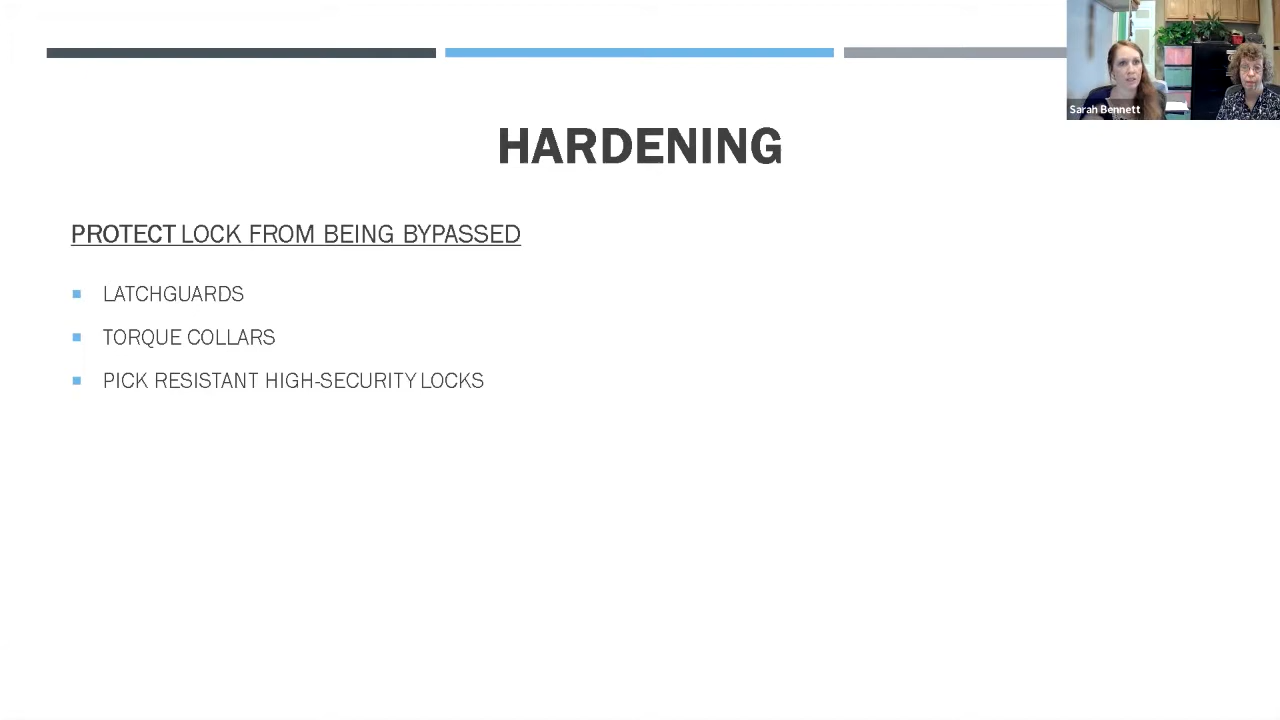 Sarah Bennett
HARDENING
PROTECT LOCK FROM BEING BYPASSED
LATCHGUARDS
TORQUE COLLARS
PICK RESISTANT HIGH-SECURITY LOCKS